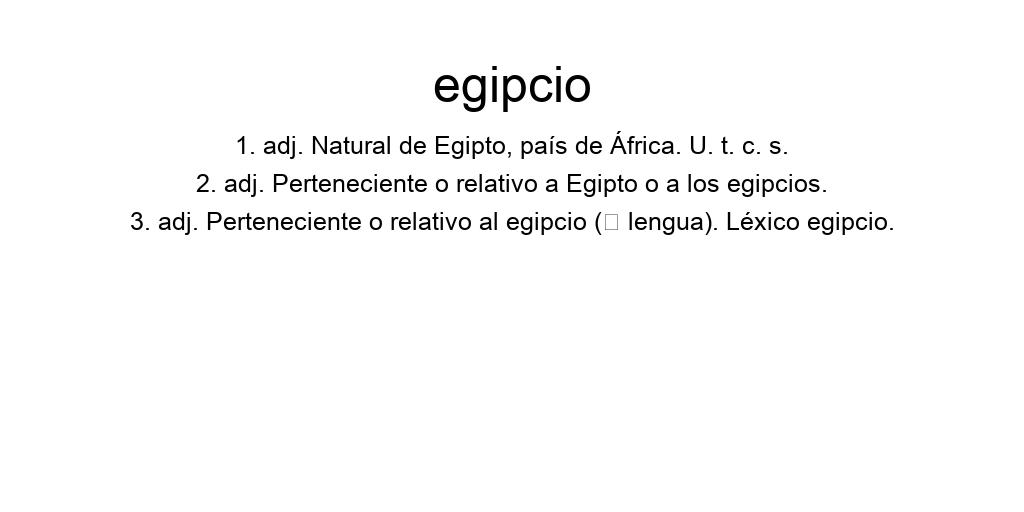 egipcio
1. adj. Natural de Egipto, país de África. U. t. c. s.
2. adj. Perteneciente o relativo a Egipto o a los egipcios.
3. adj. Perteneciente o relativo al egipcio (□ lengua). Léxico egipcio.